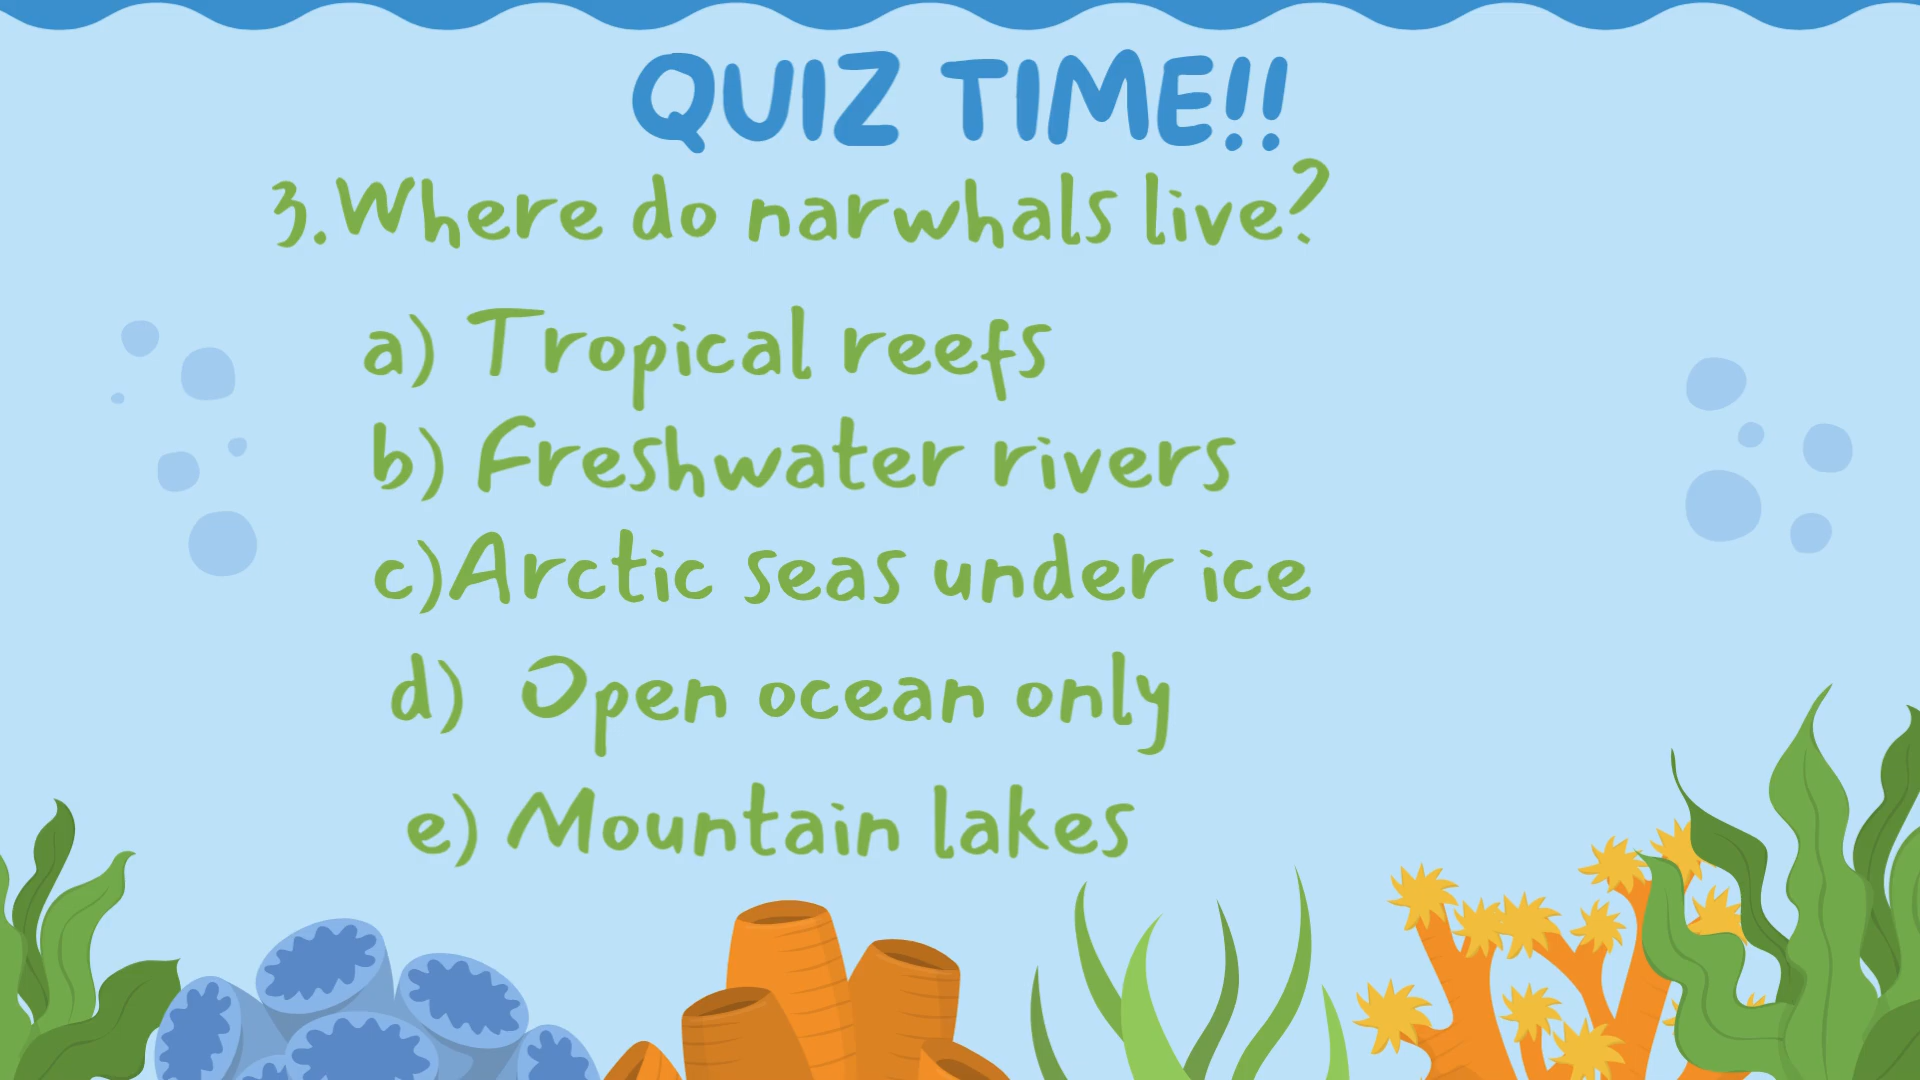 QUIZ TIME!!
3.Where do narwhals live?
a) Tropical reefs
b) Freshwater rivers
c)Arctic seas under ice
d) Open ocean only
e) Mountain lakes